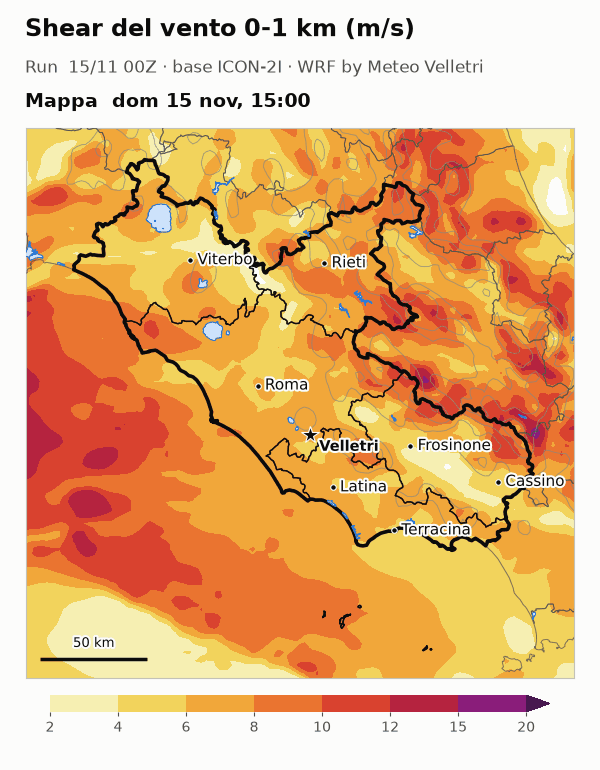 Shear del vento 0-1 km (m/s)
Run 15/11 00Z · base ICON-2I · WRF by Meteo Velletri
Mappa dom 15 nov, 15:00
Viterbo
Rieti
Roma
Velletri
Frosinone
Cassino
Latina
Terracina
50 km
2 4 6 8 10 12 15 20